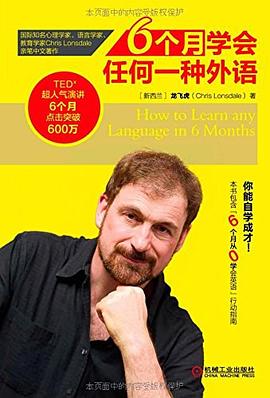 本页面中的内容受版权保护
国际知名心理学家、语言学家、
教育学家Chris Lonsdale
亲笔中文著作
6个月学会
任何一种外语
TED*
超人气演讲
6个月
点击突破
600万
[新西兰] 龙飞虎(Chris Lonsdale)著
How to Learn any
Language in 6 Months
你能自学成才!
本书包含“6个月从0学会英语”行动指南
机械工业出版社
CHINA MACHINE PRESS
本页面中的内容受版权保护